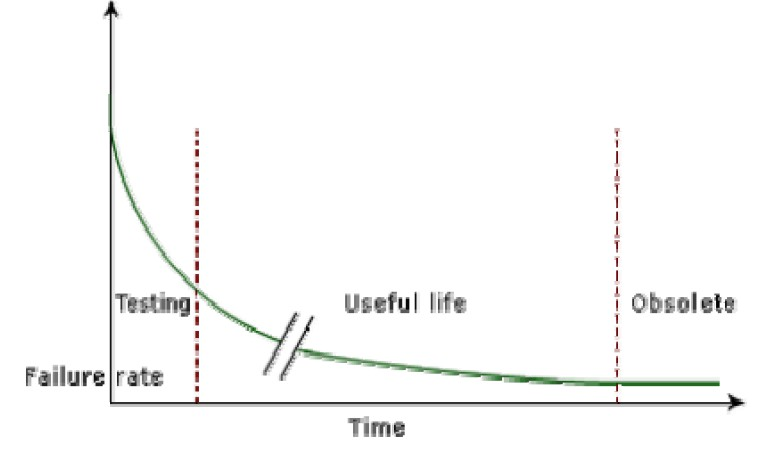 Testing
Useful life
Obsolete
Failure rate
Time